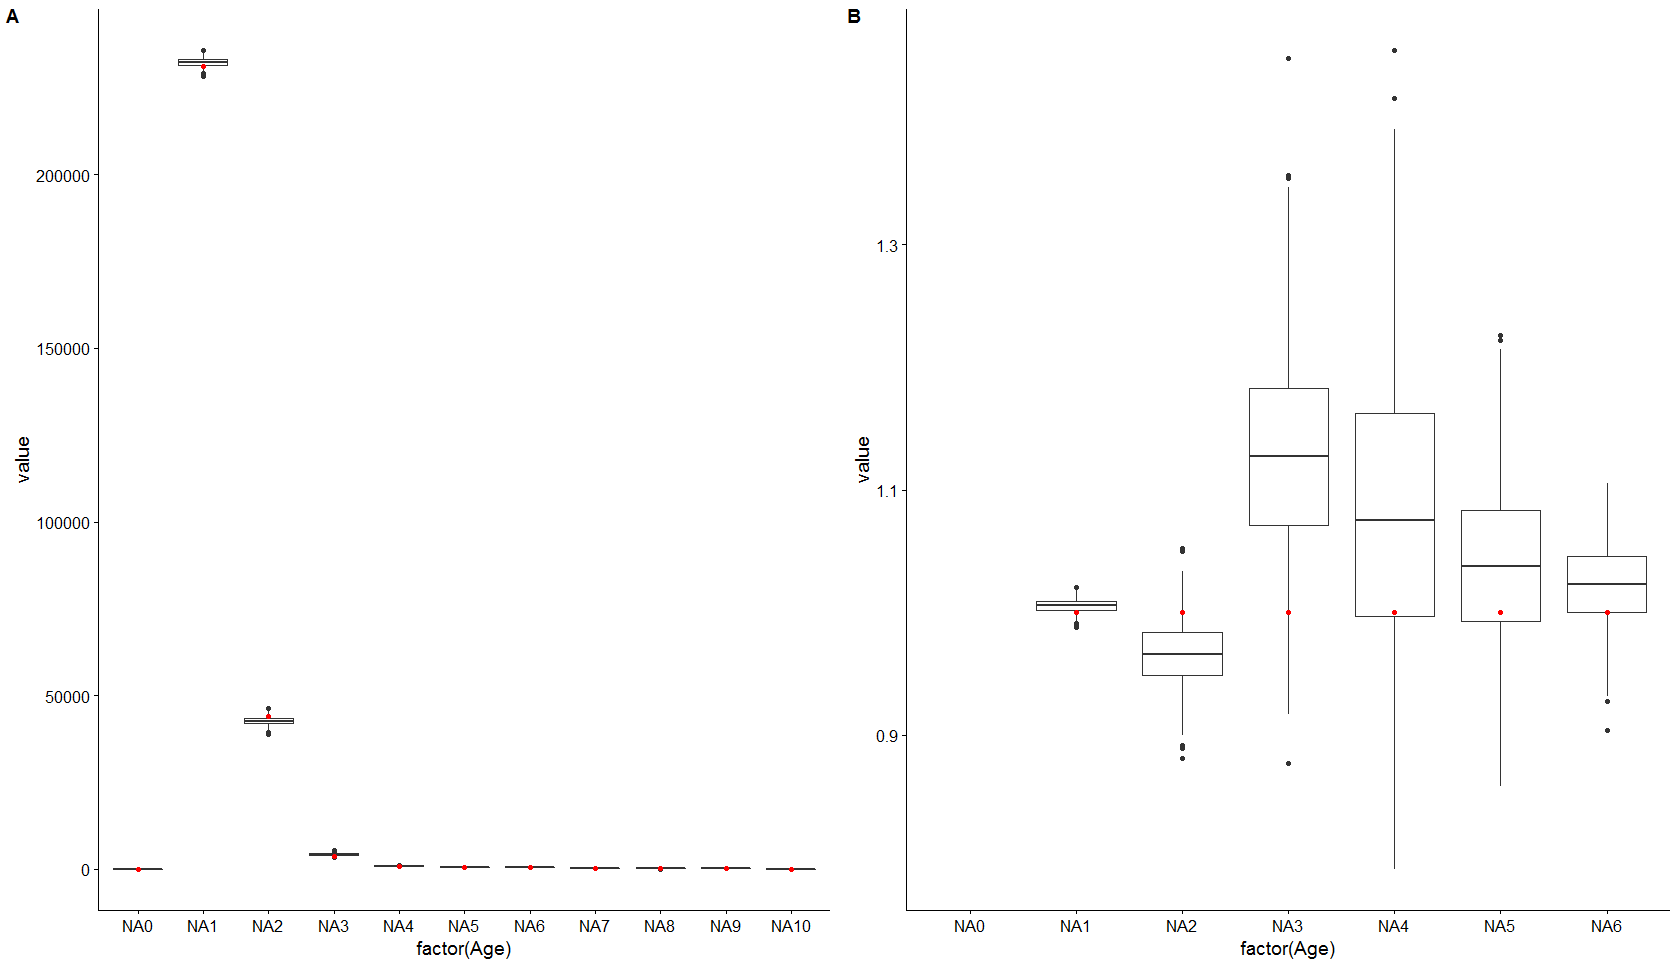 A
value
200000
150000
100000
50000
0
NA0 NA1 NA2 NA3 NA4 NA5 NA6 NA7 NA8 NA9 NA10
factor(Age)
B
value
1.3
1.1
0.9
NA0 NA1 NA2 NA3 NA4 NA5 NA6
factor(Age)